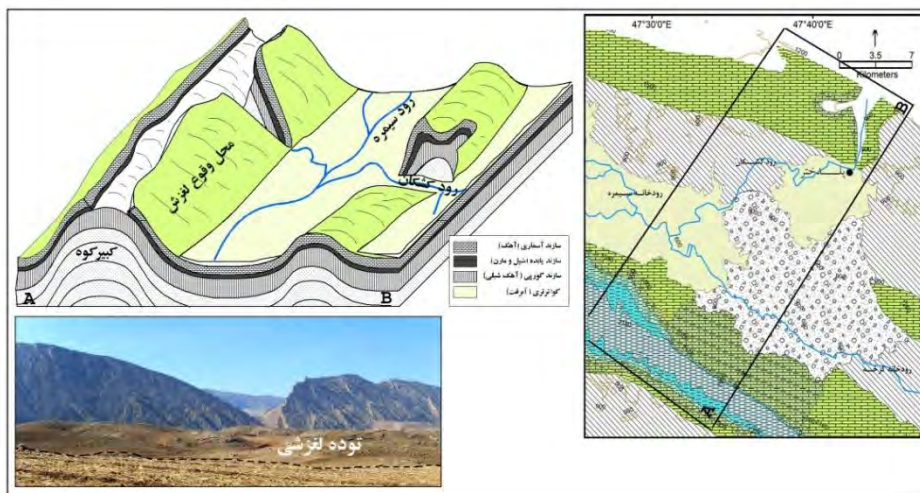 رود سیمره
محل وقوع لغزش
رود کشکان
کبیرکوه
A
B
سازند آسماری (آهک)
سازند پابده (شیل و مارن)
سازند گورپی (آهک شیلی)
کواترنری (آبرفت)
توده لغزشی
47°30'0"E
47°40'0"E
0
3.5
7
Kilometers
B
رود کشکان
رودخانه سیمره
رودخانه کرخه
A